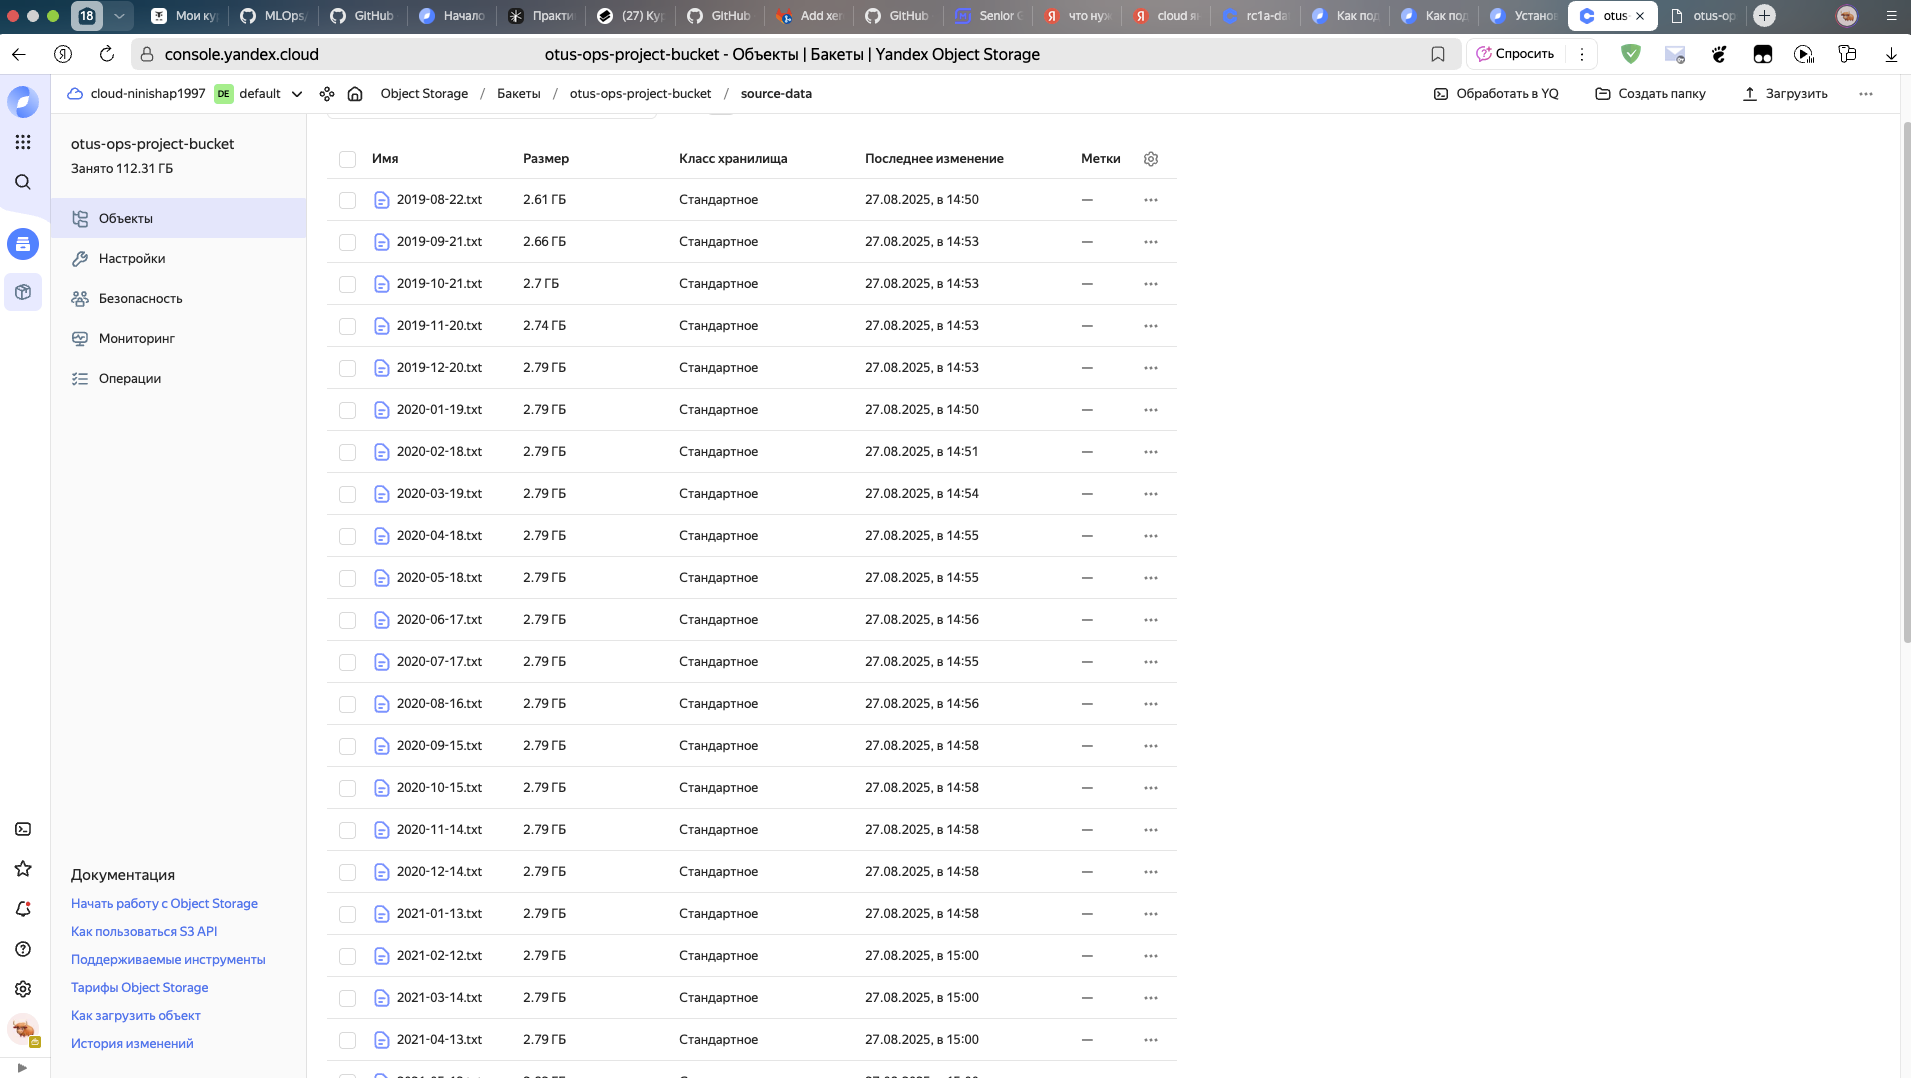 18
Мои ку
MLOps
GitHub
Начало
Практи
(27) Ку
GitHub
Add xe
GitHub
Senior
что ну
cloud я
rc1a-da
Как под
Как под
Устано
otus-
otus-op
console.yandex.cloud
otus-ops-project-bucket - Объекты | Бакеты | Yandex Object Storage
Спросить
cloud-ninishap1997 DE default
Object Storage / Бакеты / otus-ops-project-bucket / source-data
Обработать в YQ
Создать папку
Загрузить
otus-ops-project-bucket
Занято 112.31 ГБ
Объекты
Настройки
Безопасность
Мониторинг
Операции
Имя Размер Класс хранилища Последнее изменение Метки
2019-08-22.txt 2.61 ГБ Стандартное 27.08.2025, в 14:50 —
2019-09-21.txt 2.66 ГБ Стандартное 27.08.2025, в 14:53 —
2019-10-21.txt 2.7 ГБ Стандартное 27.08.2025, в 14:53 —
2019-11-20.txt 2.74 ГБ Стандартное 27.08.2025, в 14:53 —
2019-12-20.txt 2.79 ГБ Стандартное 27.08.2025, в 14:53 —
2020-01-19.txt 2.79 ГБ Стандартное 27.08.2025, в 14:50 —
2020-02-18.txt 2.79 ГБ Стандартное 27.08.2025, в 14:51 —
2020-03-19.txt 2.79 ГБ Стандартное 27.08.2025, в 14:54 —
2020-04-18.txt 2.79 ГБ Стандартное 27.08.2025, в 14:55 —
2020-05-18.txt 2.79 ГБ Стандартное 27.08.2025, в 14:55 —
2020-06-17.txt 2.79 ГБ Стандартное 27.08.2025, в 14:56 —
2020-07-17.txt 2.79 ГБ Стандартное 27.08.2025, в 14:55 —
2020-08-16.txt 2.79 ГБ Стандартное 27.08.2025, в 14:56 —
2020-09-15.txt 2.79 ГБ Стандартное 27.08.2025, в 14:58 —
2020-10-15.txt 2.79 ГБ Стандартное 27.08.2025, в 14:58 —
2020-11-14.txt 2.79 ГБ Стандартное 27.08.2025, в 14:58 —
2020-12-14.txt 2.79 ГБ Стандартное 27.08.2025, в 14:58 —
2021-01-13.txt 2.79 ГБ Стандартное 27.08.2025, в 14:58 —
2021-02-12.txt 2.79 ГБ Стандартное 27.08.2025, в 15:00 —
2021-03-14.txt 2.79 ГБ Стандартное 27.08.2025, в 15:00 —
2021-04-13.txt 2.79 ГБ Стандартное 27.08.2025, в 15:00 —
Документация
Начать работу с Object Storage
Как пользоваться S3 API
Поддерживаемые инструменты
Тарифы Object Storage
Как загрузить объект
История изменений